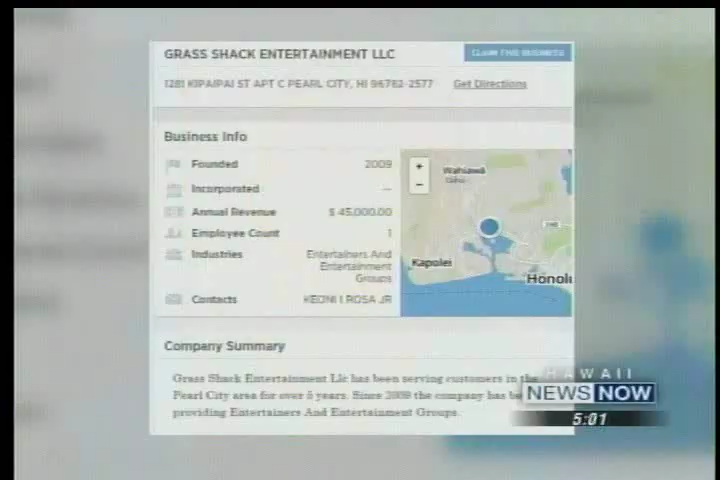 GRASS SHACK ENTERTAINMENT LLC
CLAIM THIS BUSINESS
1281 KIPAIPAI ST APT C PEARL CITY, HI 96782-2577 Get Directions
Business Info
Founded 2009
Incorporated --
Annual Revenue $ 45,000.00
Employee Count 1
Industries Entertainers And
Entertainment
Groups
Contacts KEONI I ROSA JR
+
−
Wahiawa
Kapolei
Honolu
Company Summary
Grass Shack Entertainment Llc has been serving customers in the
Pearl City area for over 5 years. Since 2009 the company has be
providing Entertainers And Entertainment Groups.
HAWAII
NEWS NOW
5:01